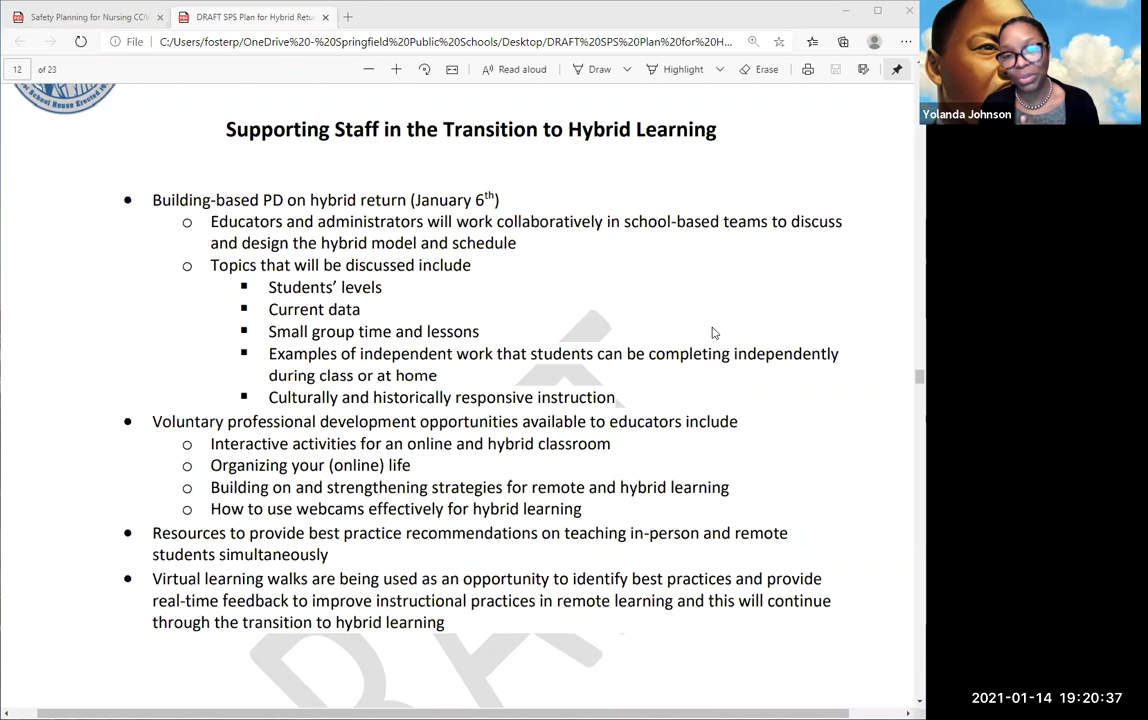 Safety Planning for Nursing COV
DRAFT SPS Plan for Hybrid Retu
File
C:/Users/fosterp/OneDrive%20-%20Springfield%20Public%20Schools/Desktop/DRAFT%20SPS%20Plan%20for%20H...
12 of 23
Read aloud
Draw
Highlight
Erase
School House Erected
Supporting Staff in the Transition to Hybrid Learning
• Building-based PD on hybrid return (January 6th)
o Educators and administrators will work collaboratively in school-based teams to discuss
and design the hybrid model and schedule
o Topics that will be discussed include
▪ Students’ levels
▪ Current data
▪ Small group time and lessons
▪ Examples of independent work that students can be completing independently
during class or at home
▪ Culturally and historically responsive instruction
• Voluntary professional development opportunities available to educators include
o Interactive activities for an online and hybrid classroom
o Organizing your (online) life
o Building on and strengthening strategies for remote and hybrid learning
o How to use webcams effectively for hybrid learning
• Resources to provide best practice recommendations on teaching in-person and remote
students simultaneously
• Virtual learning walks are being used as an opportunity to identify best practices and provide
real-time feedback to improve instructional practices in remote learning and this will continue
through the transition to hybrid learning
Yolanda Johnson
2021-01-14 19:20:37